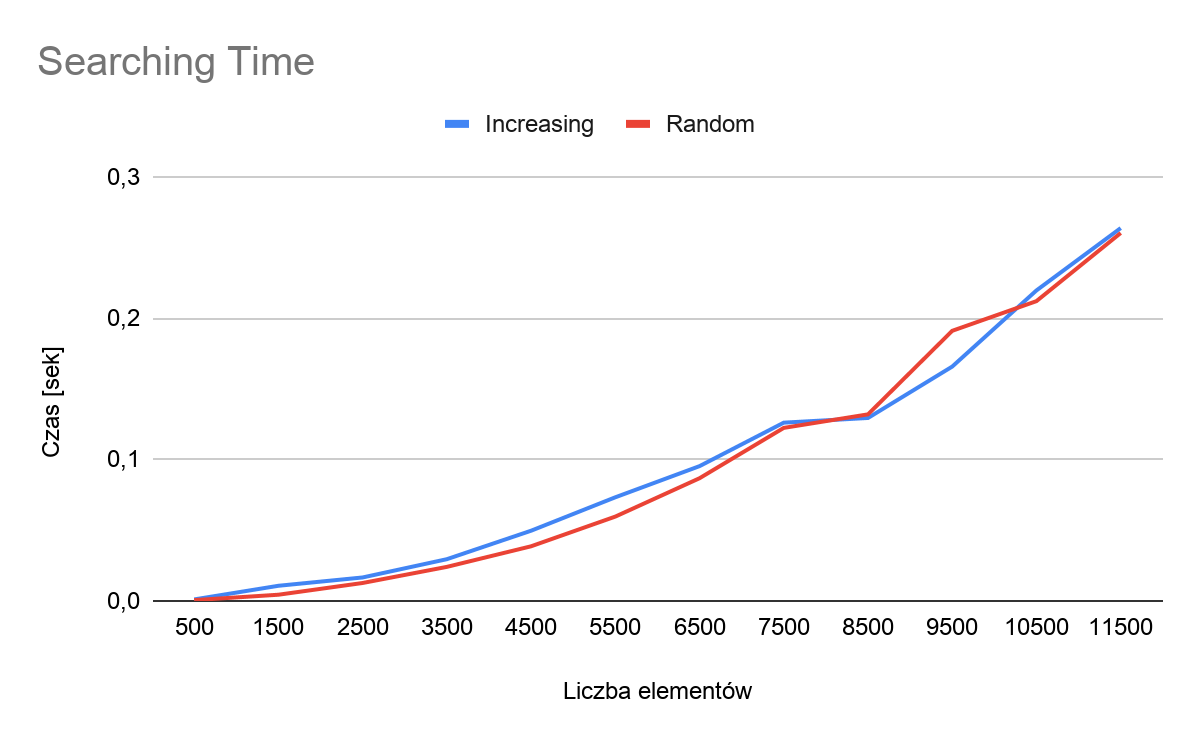 Searching Time
Increasing Random
0,3
0,2
0,1
0,0
Czas [sek]
500 1500 2500 3500 4500 5500 6500 7500 8500 9500 10500 11500
Liczba elementów